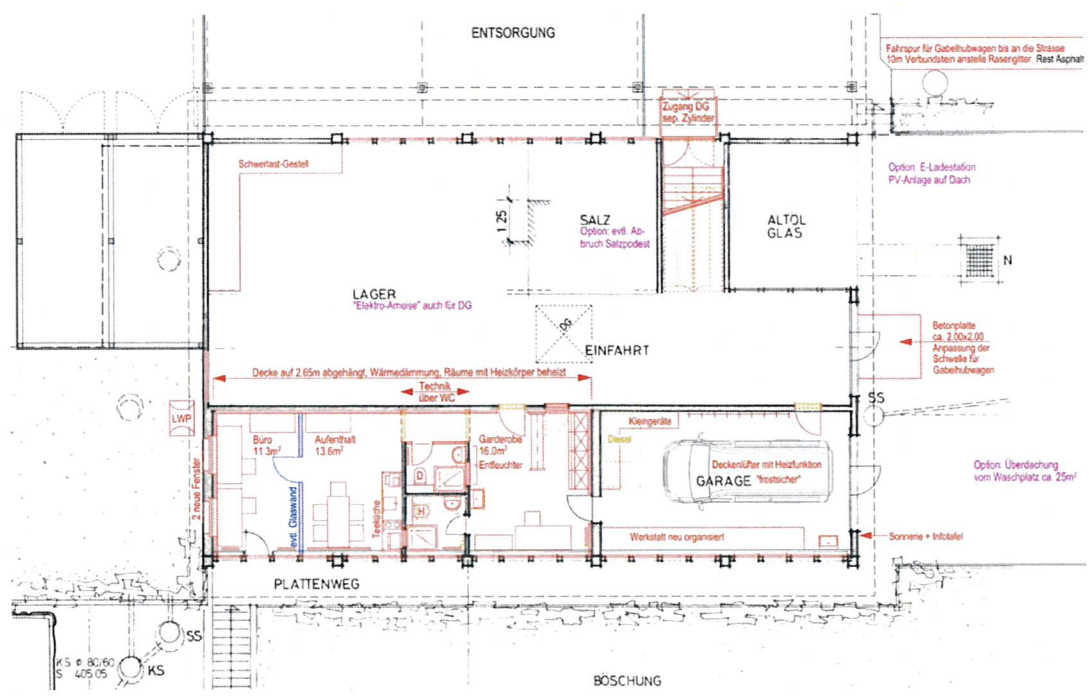 ENTSORGUNG
Fahrspur für Gabelhubwagen bis an die Strasse
10m Verbundstein anstelle Rasengitter. Rest Asphalt
Zugang DG
sep. Zylinder
Schwerlast-Gestell
Option: E-Ladestation
PV-Anlage auf Dach
1.25
SALZ
Option: evtl. Ab-
bruch Salzpodest
ALTÖL
GLAS
N
LAGER
"Elektro-Ameise" auch für DG
DG
EINFAHRT
Betonplatte
ca. 2.00x2.00
Anpassung der
Schwelle für
Gabelhubwagen
Decke auf 2.65m abgehängt, Wärmedämmung, Räume mit Heizkörper beheizt
Technik
über WC
SS
LWP
Büro
11.3m²
Aufenthalt
13.6m²
Garderobe
16.0m²
Entfeuchter
Kleingeräte
Diesel
D
H
2 neue Fenster
evtl. Glaswand
Teeküche
Deckenlüfter mit Heizfunktion
GARAGE "frostsicher"
Option: Überdachung
vom Waschplatz ca. 25m²
Werkstatt neu organisiert
Sonnerie + Infotafel
PLATTENWEG
SS
KS ø 80/60
S 405.05
KS
BÖSCHUNG